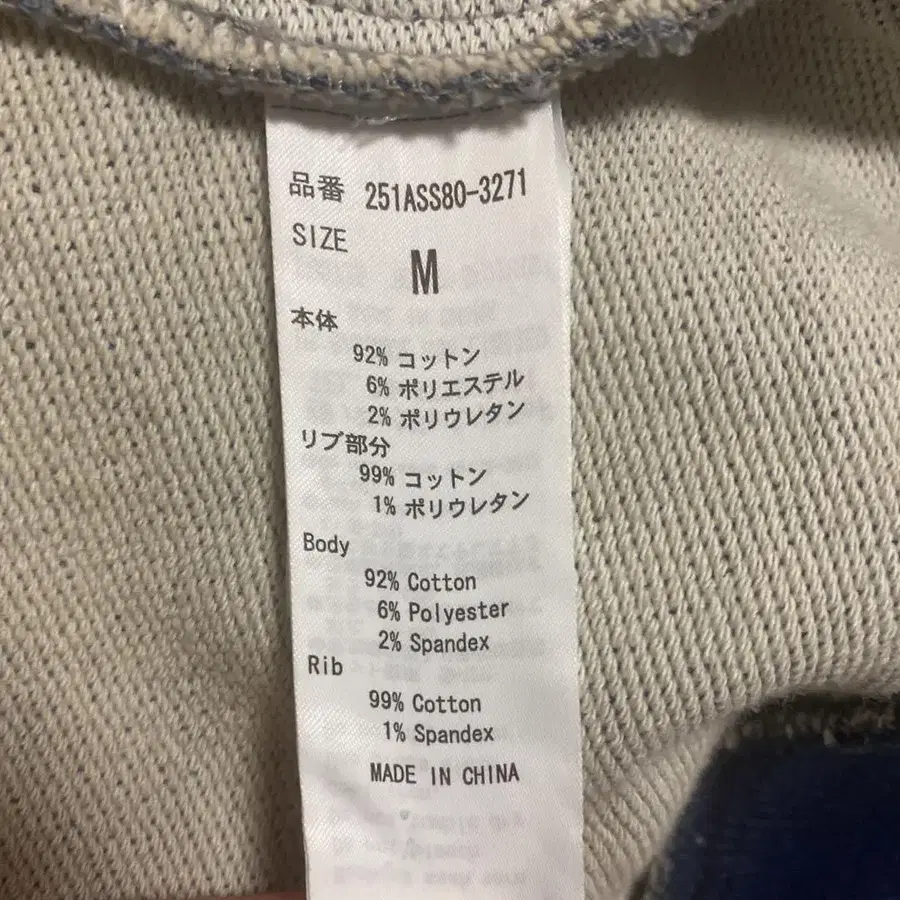 品番 251ASS80-3271
SIZE
M
本体
92% コットン
6% ポリエステル
2% ポリウレタン
リブ部分
99% コットン
1% ポリウレタン
Body
92% Cotton
6% Polyester
2% Spandex
Rib
99% Cotton
1% Spandex
MADE IN CHINA